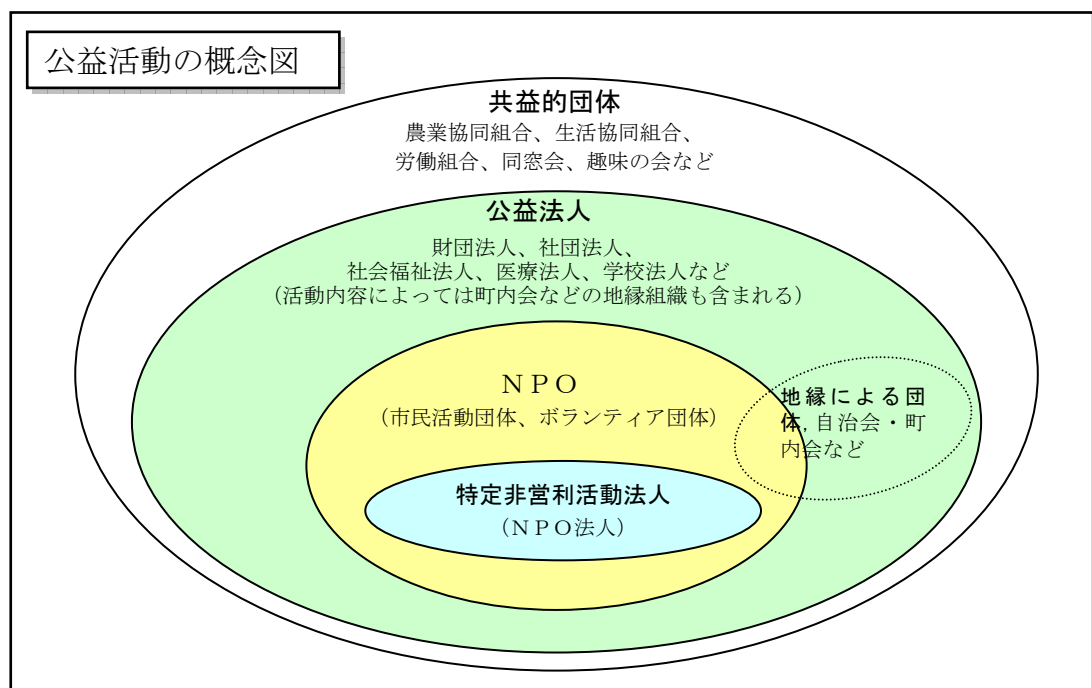 公益活動の概念図
共益的団体
農業協同組合、生活協同組合、
労働組合、同窓会、趣味の会など
公益法人
財団法人、社団法人、
社会福祉法人、医療法人、学校法人など
（活動内容によっては町内会などの地縁組織も含まれる）
ＮＰＯ
（市民活動団体、ボランティア団体）
地縁による団
体,自治会・町
内会など
特定非営利活動法人
（ＮＰＯ法人）